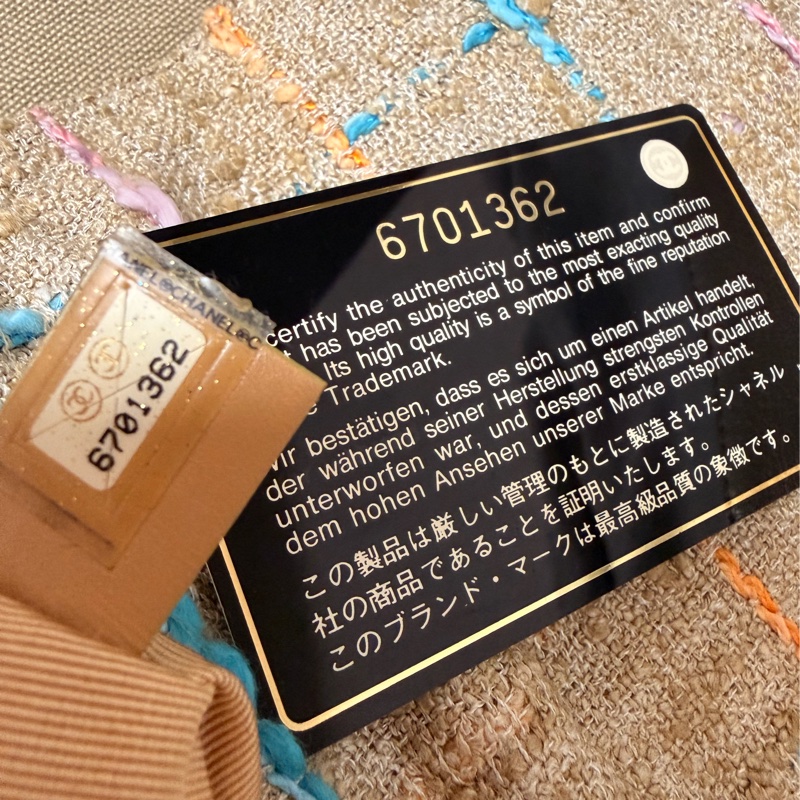 6701362
certify the authenticity of this item and confirm
t has been subjected to the most exacting quality
Its high quality is a symbol of the fine reputation
e Trademark.
Wir bestätigen, dass es sich um einen Artikel handelt,
der während seiner Herstellung strengsten Kontrollen
unterworfen war, und dessen erstklassige Qualität
dem hohen Ansehen unserer Marke entspricht.
この製品は厳しい管理のもとに製造されたシャネル
社の商品であることを証明いたします。
このブランド・マークは最高級品質の象徴です。
ANEL©CHANEL©C
6701362